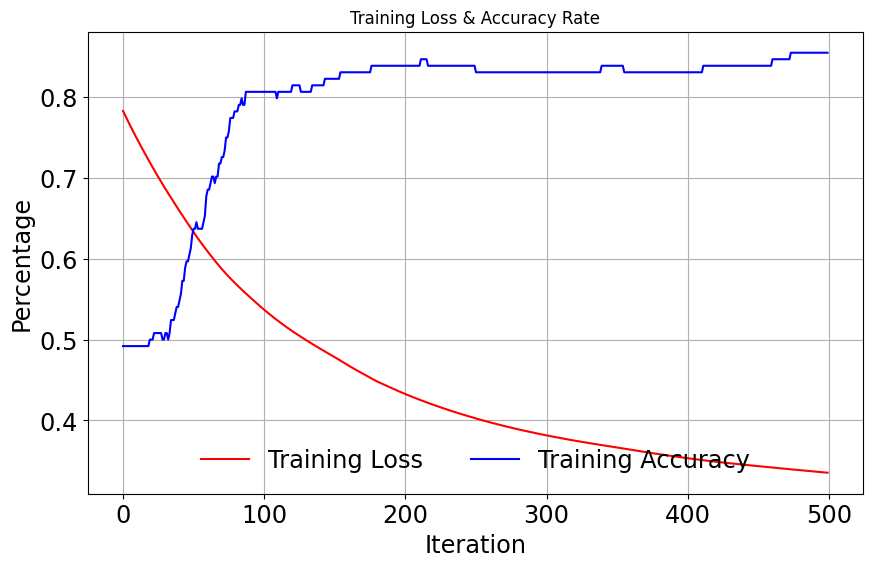 Training Loss & Accuracy Rate
Percentage
0.8
0.7
0.6
0.5
0.4
Training Loss
Training Accuracy
0 100 200 300 400 500
Iteration